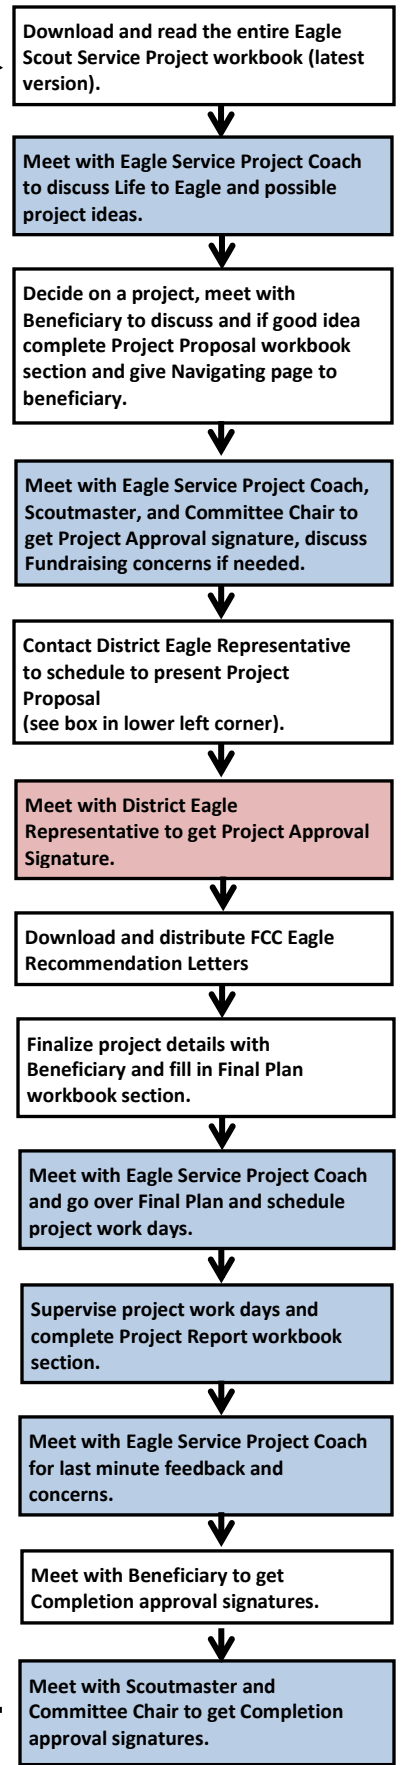 Download and read the entire Eagle
Scout Service Project workbook (latest
version).
Meet with Eagle Service Project Coach
to discuss Life to Eagle and possible
project ideas.
Decide on a project, meet with
Beneficiary to discuss and if good idea
complete Project Proposal workbook
section and give Navigating page to
beneficiary.
Meet with Eagle Service Project Coach,
Scoutmaster, and Committee Chair to
get Project Approval signature, discuss
Fundraising concerns if needed.
Contact District Eagle Representative
to schedule to present Project
Proposal
(see box in lower left corner).
Meet with District Eagle
Representative to get Project Approval
Signature.
Download and distribute FCC Eagle
Recommendation Letters
Finalize project details with
Beneficiary and fill in Final Plan
workbook section.
Meet with Eagle Service Project Coach
and go over Final Plan and schedule
project work days.
Supervise project work days and
complete Project Report workbook
section.
Meet with Eagle Service Project Coach
for last minute feedback and
concerns.
Meet with Beneficiary to get
Completion approval signatures.
Meet with Scoutmaster and
Committee Chair to get Completion
approval signatures.